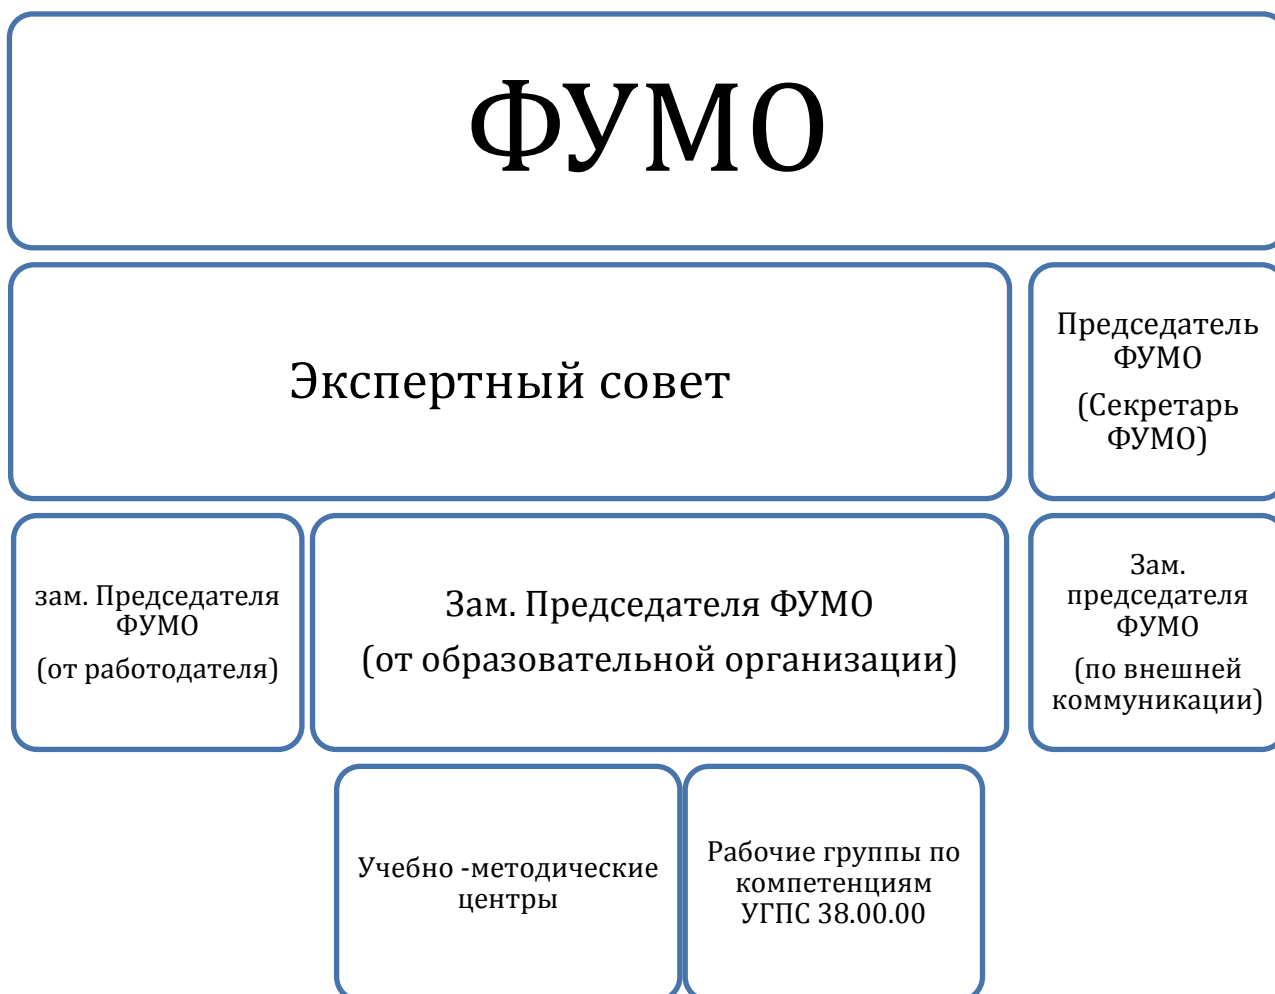 ФУМО
Экспертный совет
Председатель
ФУМО
(Секретарь
ФУМО)
зам. Председателя
ФУМО
(от работодателя)
Зам. Председателя ФУМО
(от образовательной организации)
Зам.
председателя
ФУМО
(по внешней
коммуникации)
Учебно -методические
центры
Рабочие группы по
компетенциям
УГПС 38.00.00